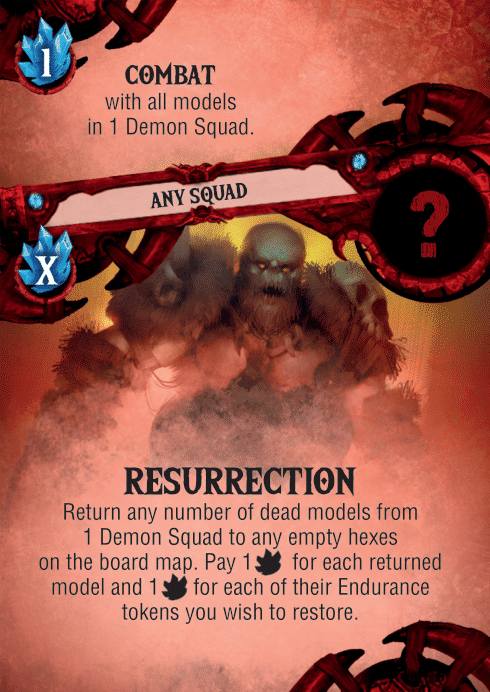 1
COMBAT
with all models
in 1 Demon Squad.
ANY SQUAD
?
X
RESURRECTION
Return any number of dead models from
1 Demon Squad to any empty hexes
on the board map. Pay 1 for each returned
model and 1 for each of their Endurance
tokens you wish to restore.